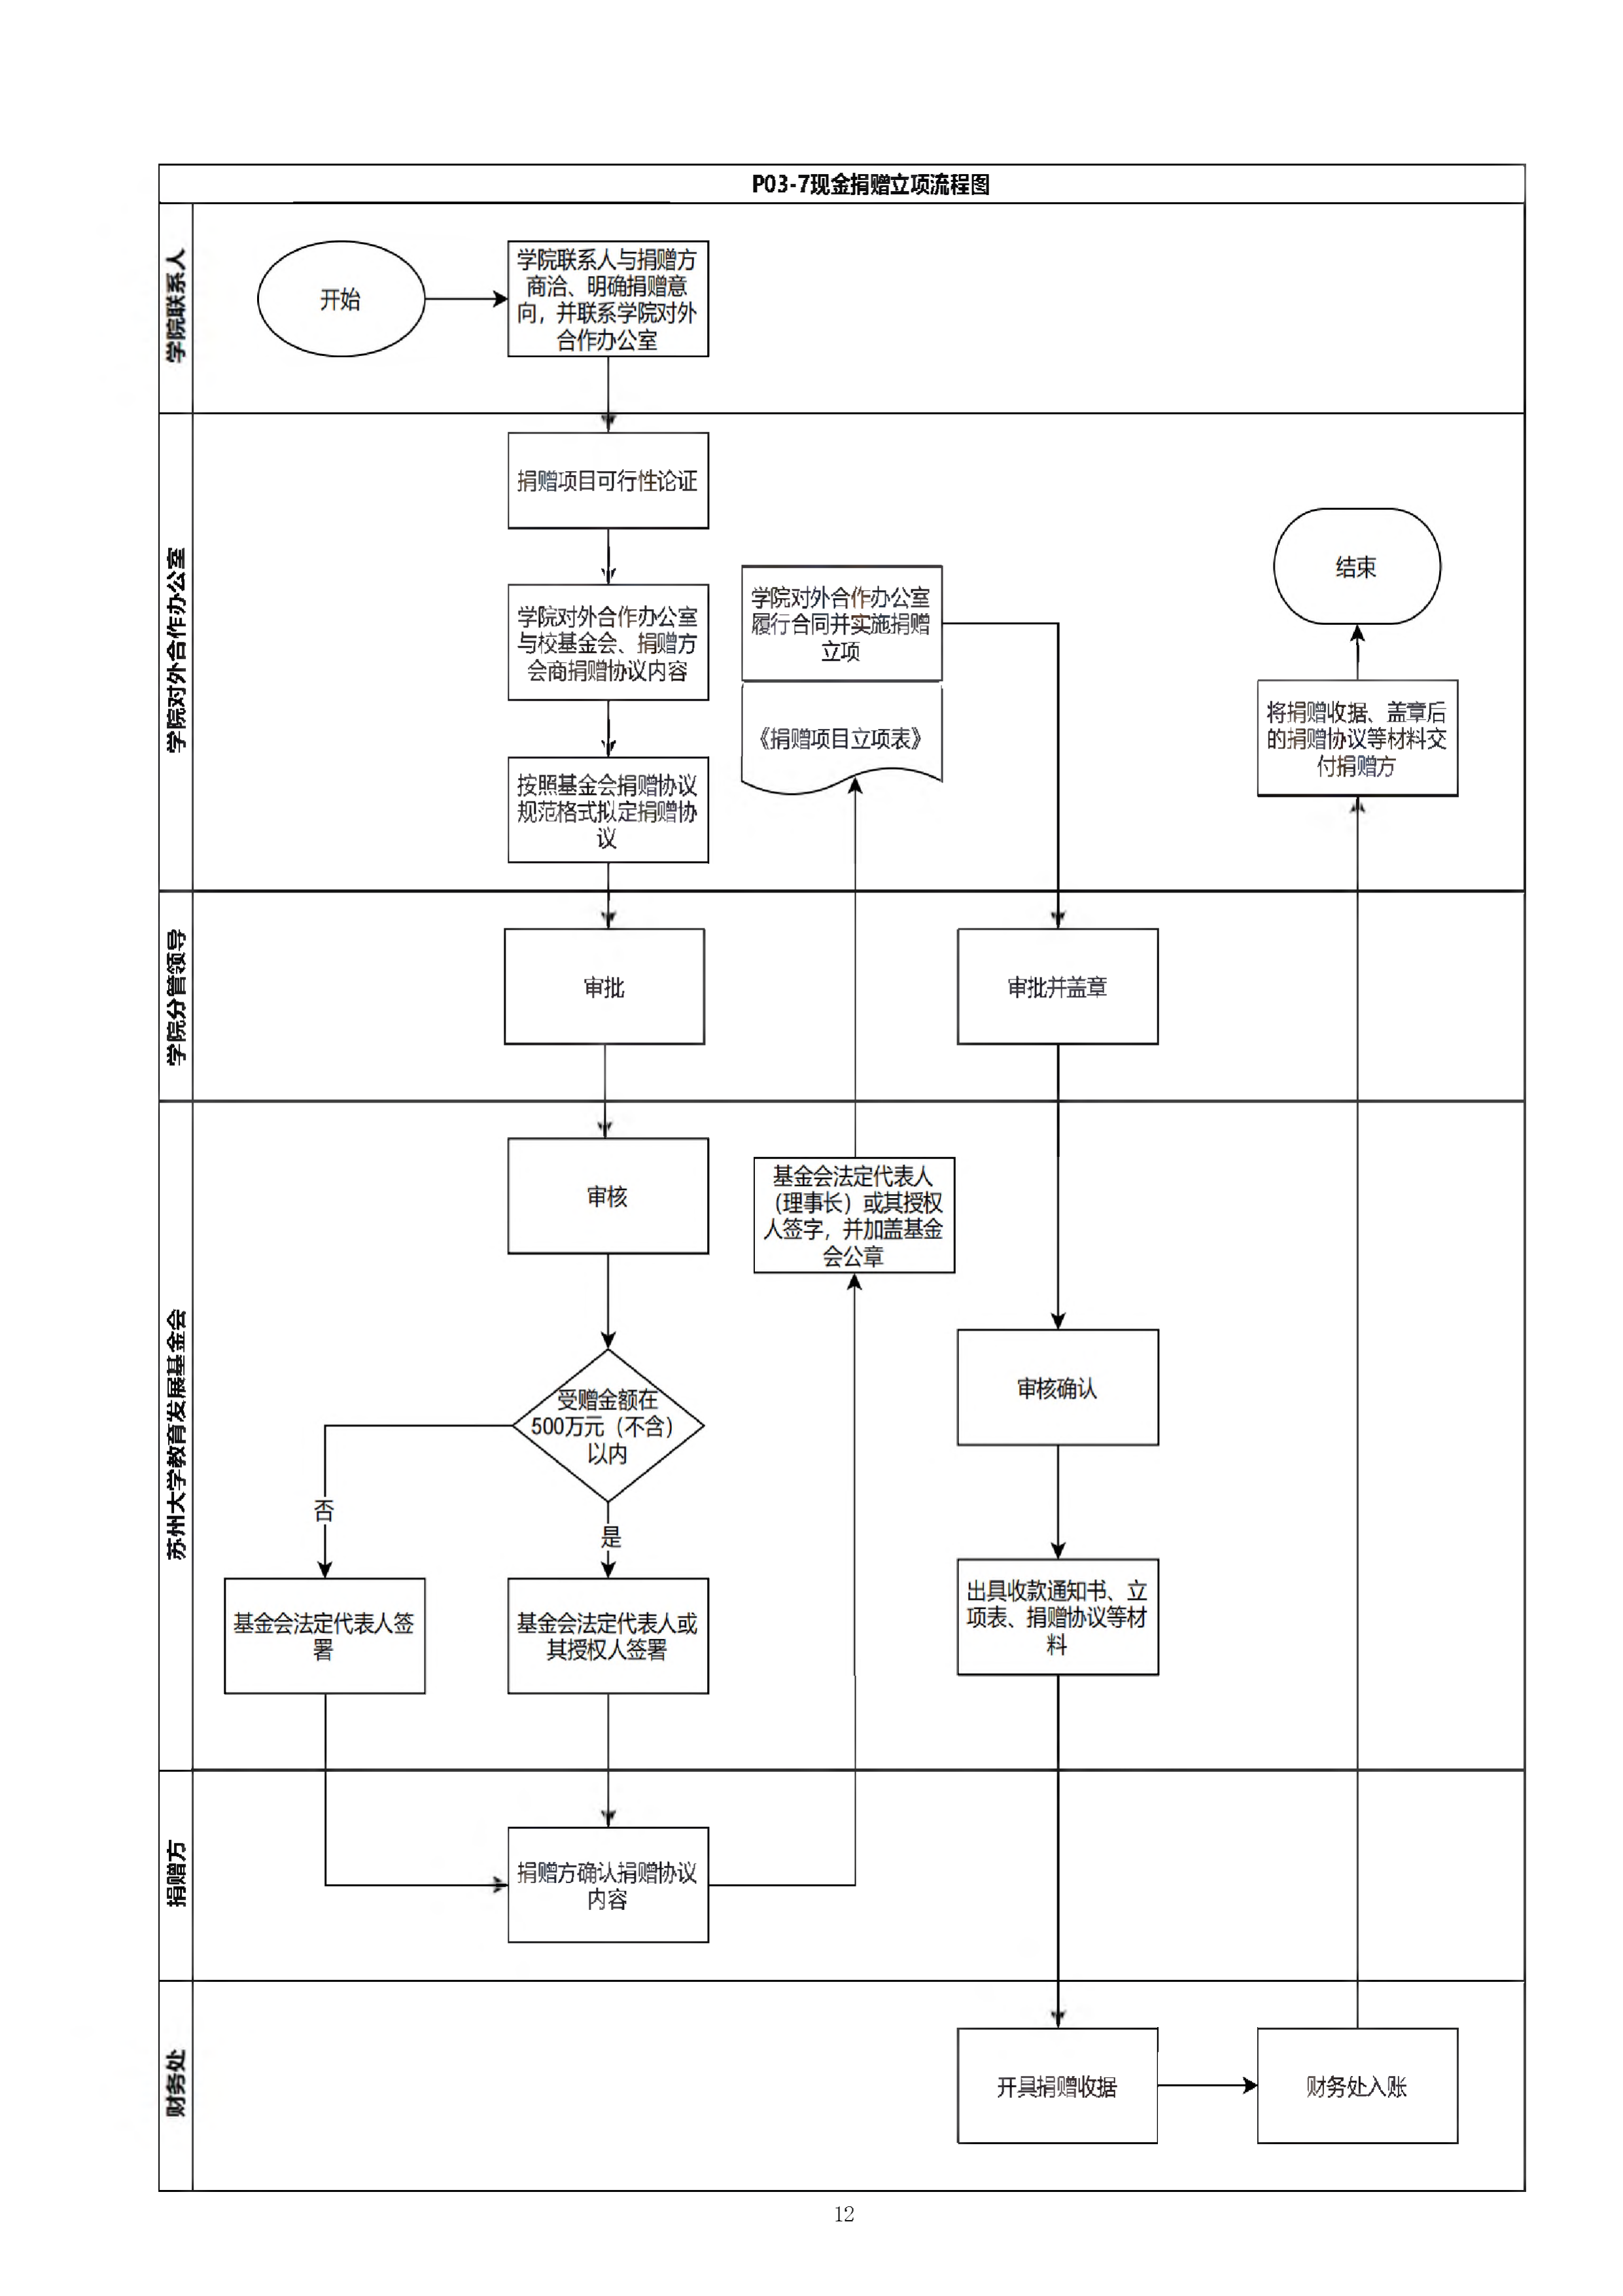 P03-7现金捐赠立项流程图
学院联系人
开始
学院联系人与捐赠方
商洽、明确捐赠意
向，并联系学院对外
合作办公室
学院对外合作办公室
捐赠项目可行性论证
学院对外合作办公室
与校基金会、捐赠方
会商捐赠协议内容
按照基金会捐赠协议
规范格式拟定捐赠协
议
学院对外合作办公室
履行合同并实施捐赠
立项
《捐赠项目立项表》
结束
将捐赠收据、盖章后
的捐赠协议等材料交
付捐赠方
学院分管领导
审批
审批并盖章
苏州大学教育发展基金会
审核
受赠金额在
500万元（不含）
以内
否
是
基金会法定代表人签
署
基金会法定代表人或
其授权人签署
基金会法定代表人
（理事长）或其授权
人签字，并加盖基金
会公章
审核确认
出具收款通知书、立
项表、捐赠协议等材
料
捐赠方
捐赠方确认捐赠协议
内容
财务处
开具捐赠收据
财务处入账
12